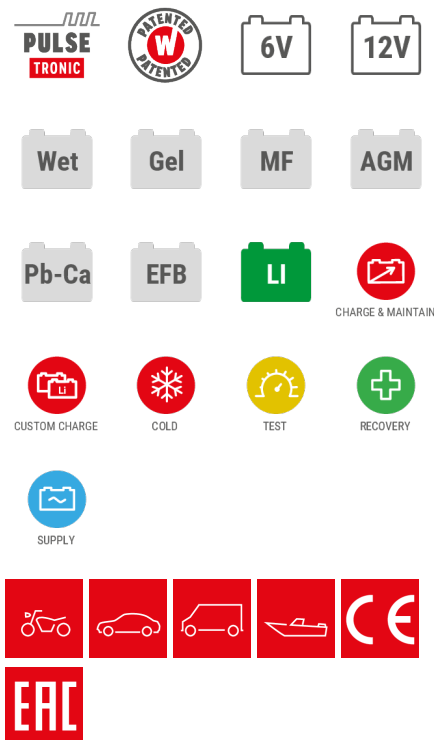 PULSE
TRONIC
PATENTED
W
PATENTED
6V
12V
Wet
Gel
MF
AGM
Pb-Ca
EFB
LI
CHARGE & MAINTAIN
Li
CUSTOM CHARGE
COLD
TEST
RECOVERY
SUPPLY
CE
EAC